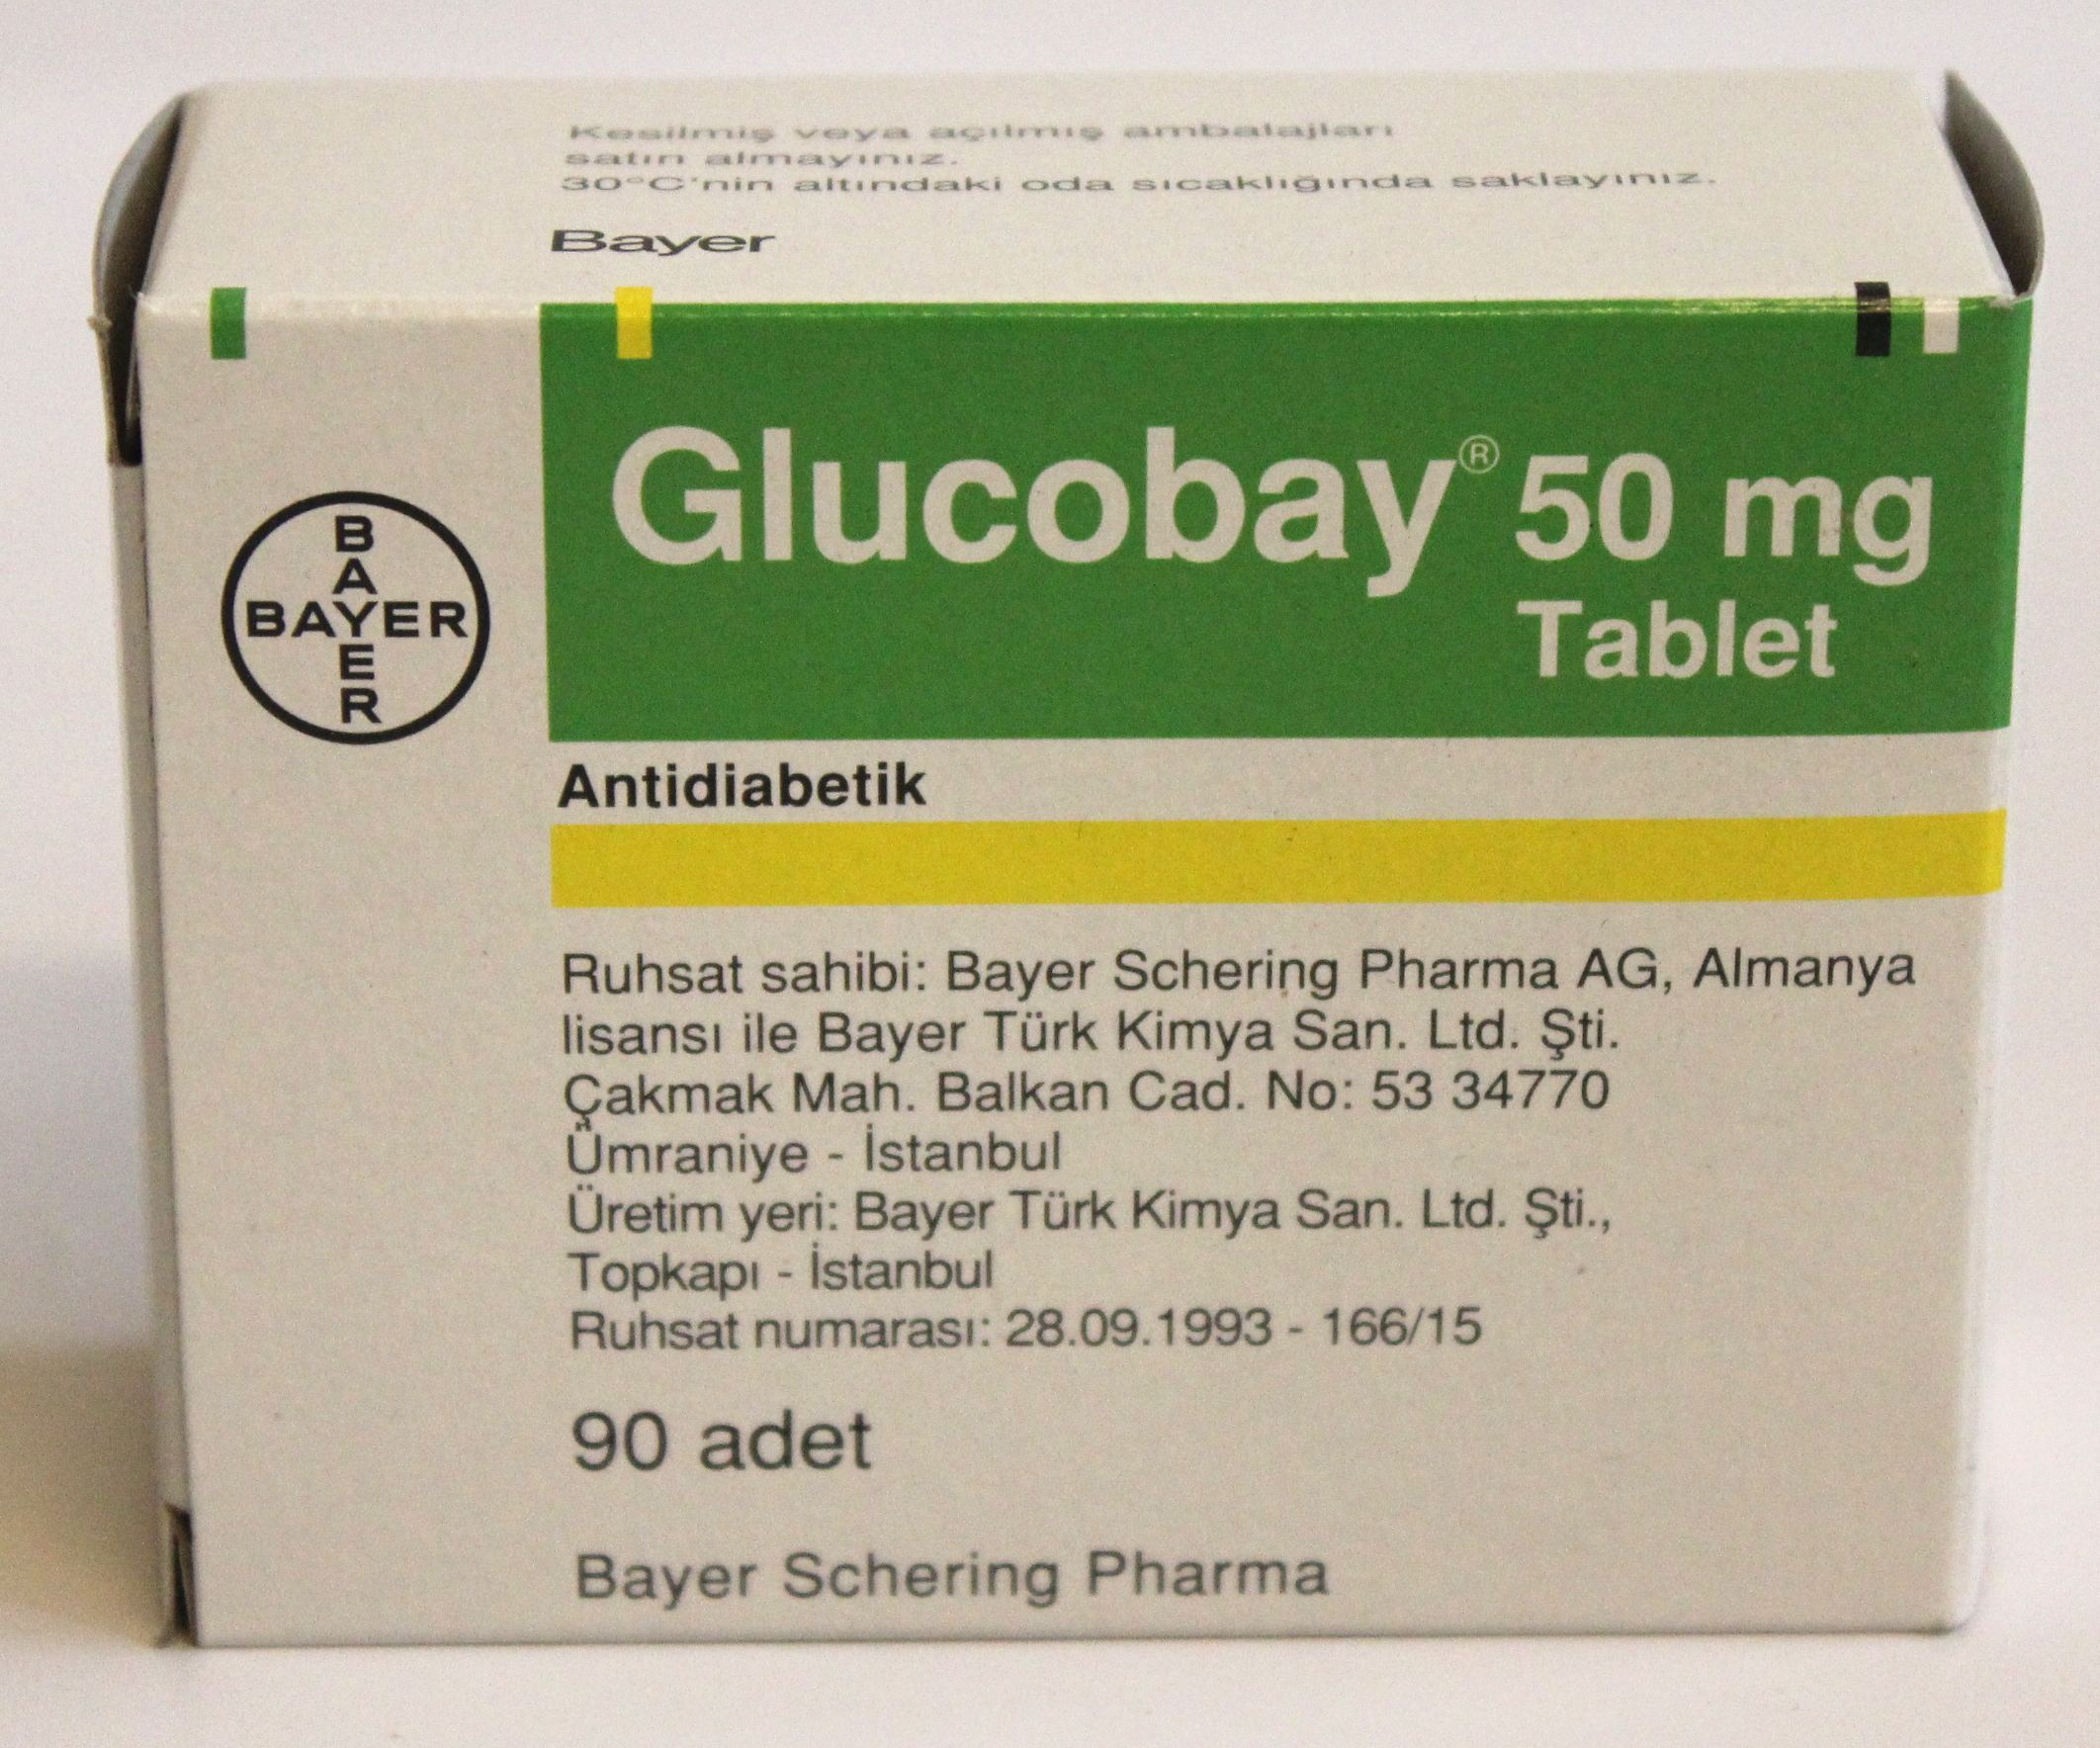 Kesilmiş veya açılmış ambalajları
satın almayınız.
30°C'nin altındaki oda sıcaklığında saklayınız.
Bayer
BAYER
BAYER
Glucobay® 50 mg
Tablet
Antidiabetik
Ruhsat sahibi: Bayer Schering Pharma AG, Almanya
lisansı ile Bayer Türk Kimya San. Ltd. Şti.
Çakmak Mah. Balkan Cad. No: 53 34770
Ümraniye - İstanbul
Üretim yeri: Bayer Türk Kimya San. Ltd. Şti.,
Topkapı - İstanbul
Ruhsat numarası: 28.09.1993 - 166/15
90 adet
Bayer Schering Pharma